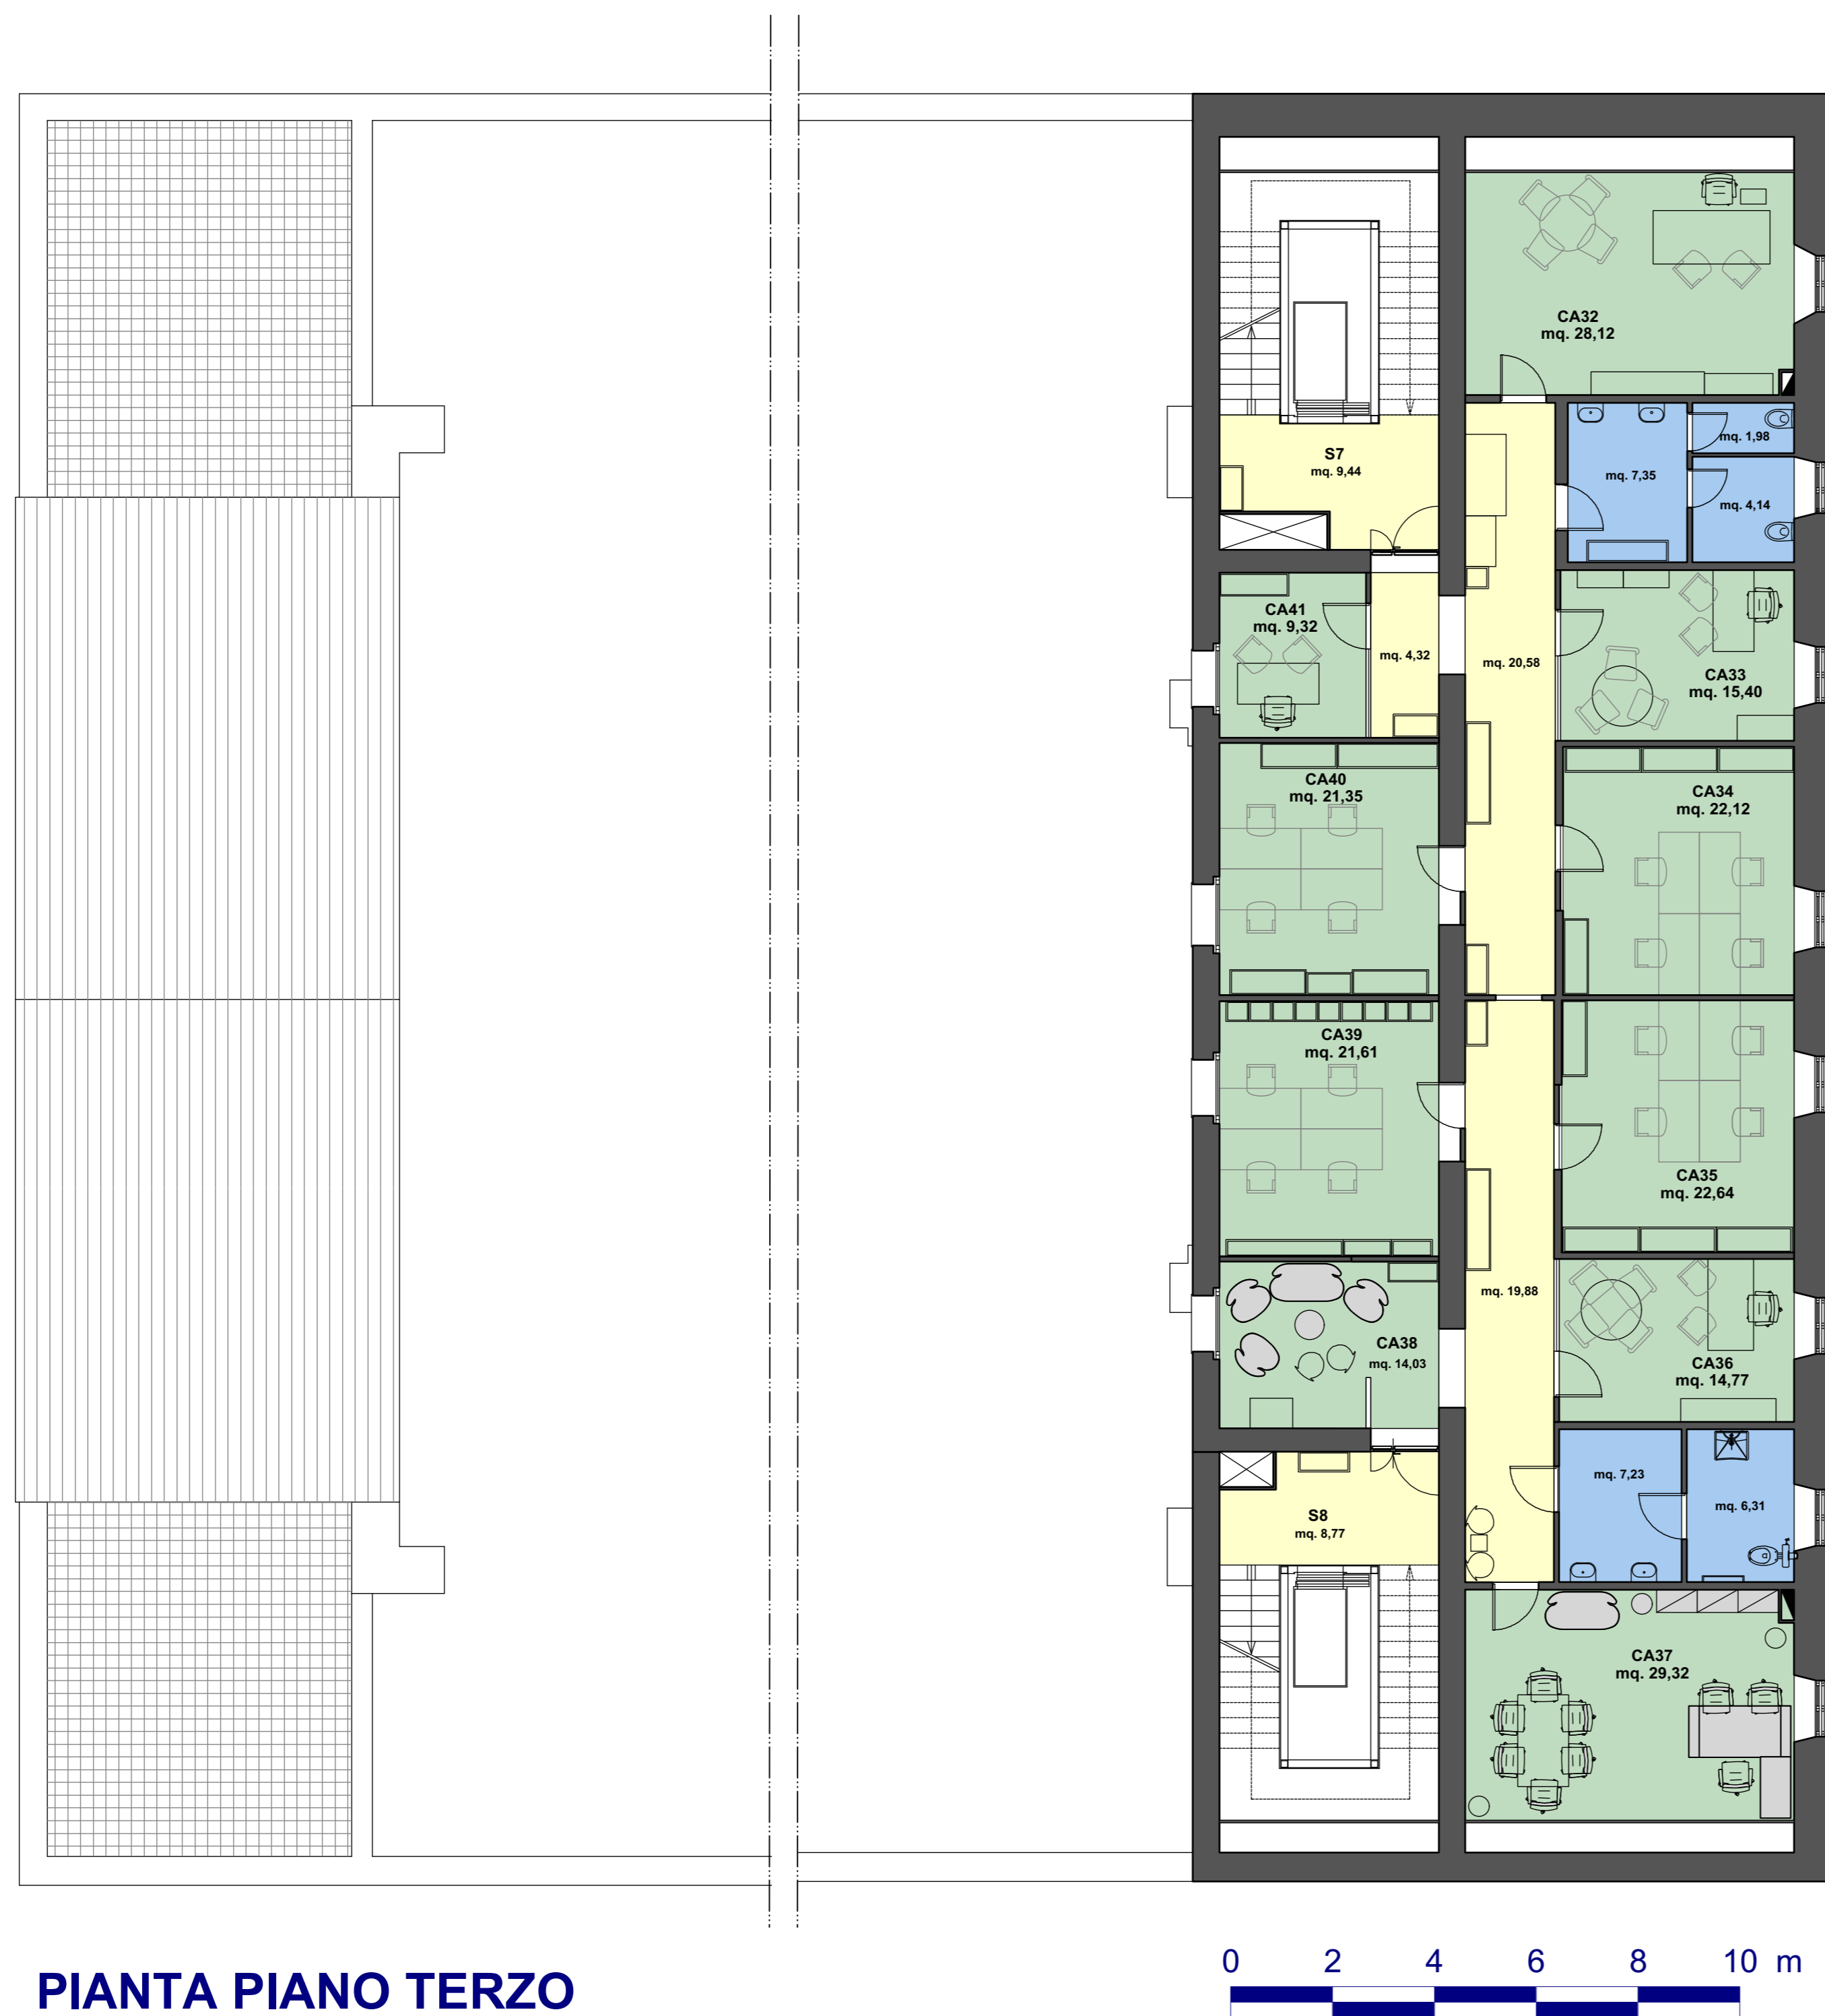 CA32
mq. 28,12
mq. 1,98
S7
mq. 9,44
mq. 7,35
mq. 4,14
CA41
mq. 9,32
mq. 4,32
mq. 20,58
CA33
mq. 15,40
CA40
mq. 21,35
CA34
mq. 22,12
CA39
mq. 21,61
CA35
mq. 22,64
mq. 19,88
CA38
mq. 14,03
CA36
mq. 14,77
mq. 7,23
mq. 6,31
S8
mq. 8,77
CA37
mq. 29,32
0 2 4 6 8 10 m
PIANTA PIANO TERZO